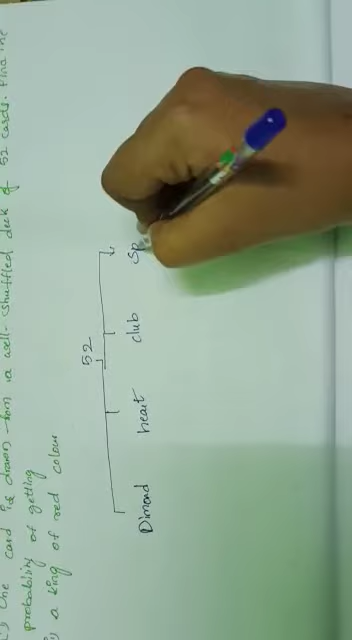 one card is drawn from a well-shuffled deck of 52 cards. Find the
probability of getting
a king of red colour
52
Dimond heart club Sp